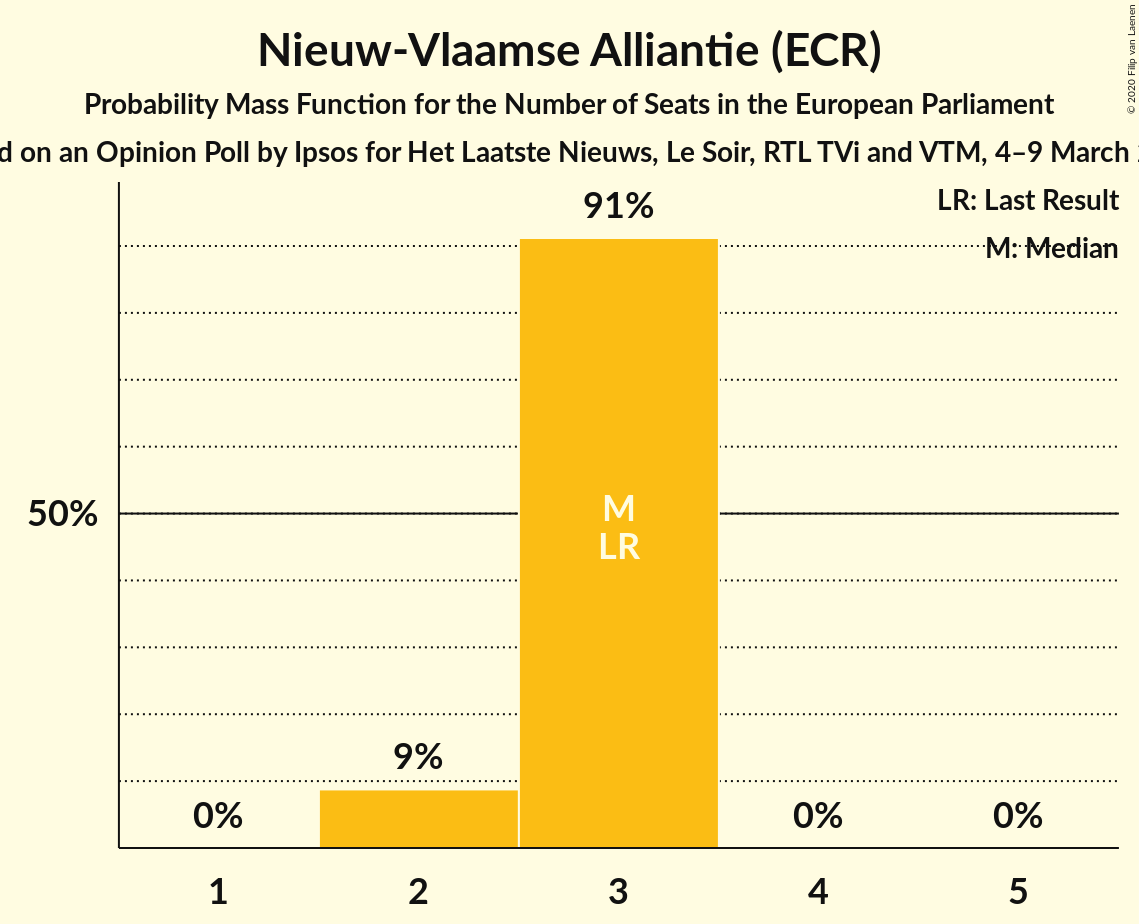 Nieuw-Vlaamse Alliantie (ECR)
Probability Mass Function for the Number of Seats in the European Parliament
on an Opinion Poll by Ipsos for Het Laatste Nieuws, Le Soir, RTL TVi and VTM, 4–9 March
© 2020 Filip van Laenen
LR: Last Result
M: Median
91%
50%
M
LR
9%
0%
0%
0%
1
2
3
4
5